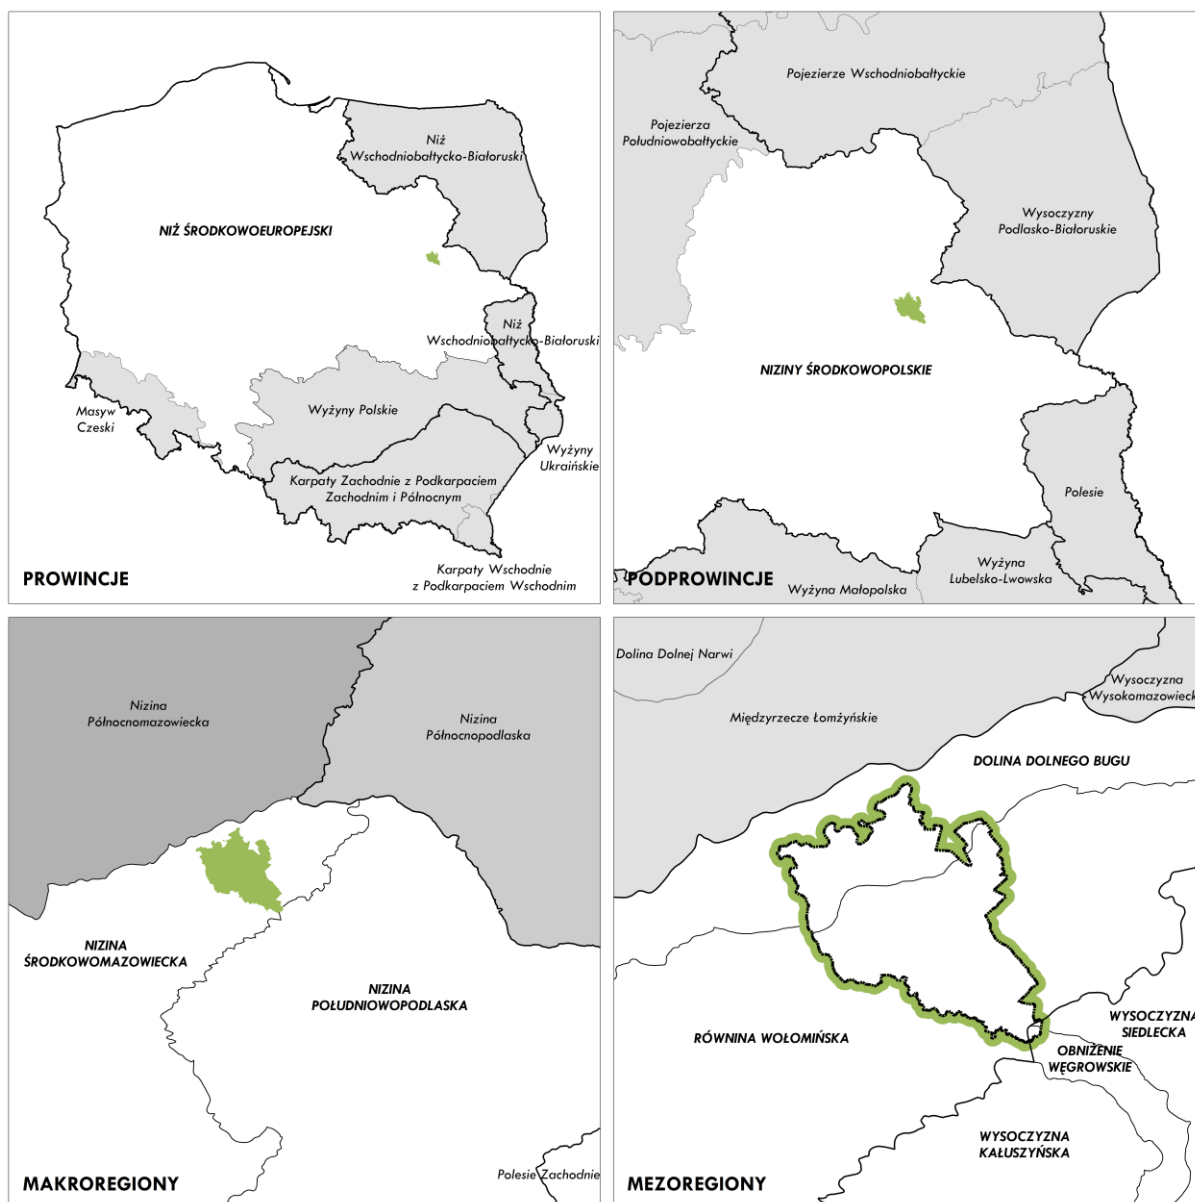 Niż
Wschodniobałtycko-Białoruski
NIŻ ŚRODKOWOEUROPEJSKI
Niż
Wschodniobałtycko-Białoruski
Masyw
Czeski
Wyżyny Polskie
Wyżyny
Ukraińskie
Karpaty Zachodnie z Podkarpaciem
Zachodnim i Północnym
Karpaty Wschodnie
z Podkarpaciem Wschodnim
PROWINCJE
Pojezierze Wschodniobałtyckie
Pojezierza
Południowobałtyckie
Wysoczyzny
Podlasko-Białoruskie
NIZINY ŚRODKOWOPOLSKIE
Polesie
Wyżyna
Lubelsko-Lwowska
Wyżyna Małopolska
PODPROWINCJE
Nizina
Północnomazowiecka
Nizina
Północnopodlaska
NIZINA
ŚRODKOWOMAZOWIECKA
NIZINA
POŁUDNIOWOPODLASKA
Polesie Zachodnie
MAKROREGIONY
Dolina Dolnej Narwi
Wysoczyzna
Wysokomazowieck
Międzyrzecze Łomżyńskie
DOLINA DOLNEGO BUGU
RÓWNINA WOŁOMIŃSKA
WYSOCZYZNA
SIEDLECKA
OBNIŻENIE
WĘGROWSKIE
WYSOCZYZNA
KAŁUSZYŃSKA
MEZOREGIONY